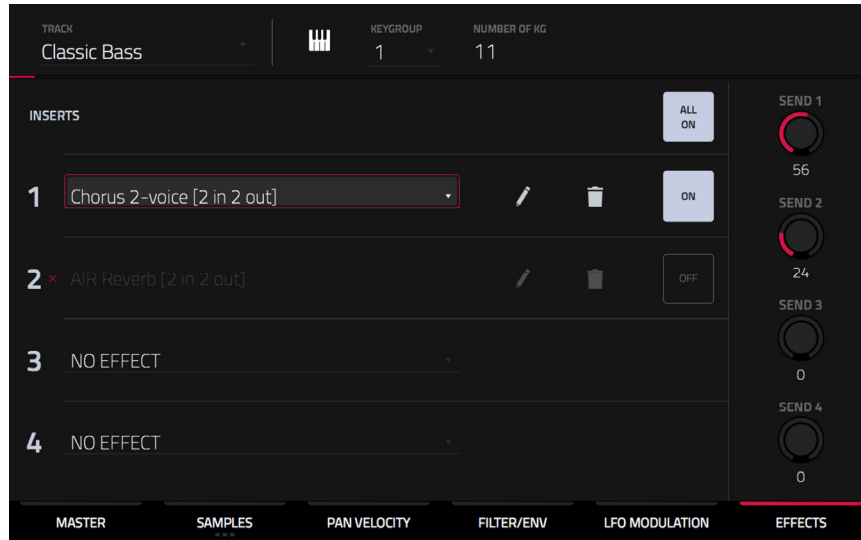 TRACK
Classic Bass
KEYGROUP
1
NUMBER OF KG
11
INSERTS
ALL
ON
1
Chorus 2-voice [2 in 2 out]
ON
2 × AIR Reverb [2 in 2 out]
OFF
3
NO EFFECT
4
NO EFFECT
SEND 1
56
SEND 2
24
SEND 3
0
SEND 4
0
MASTER
SAMPLES
PAN VELOCITY
FILTER/ENV
LFO MODULATION
EFFECTS